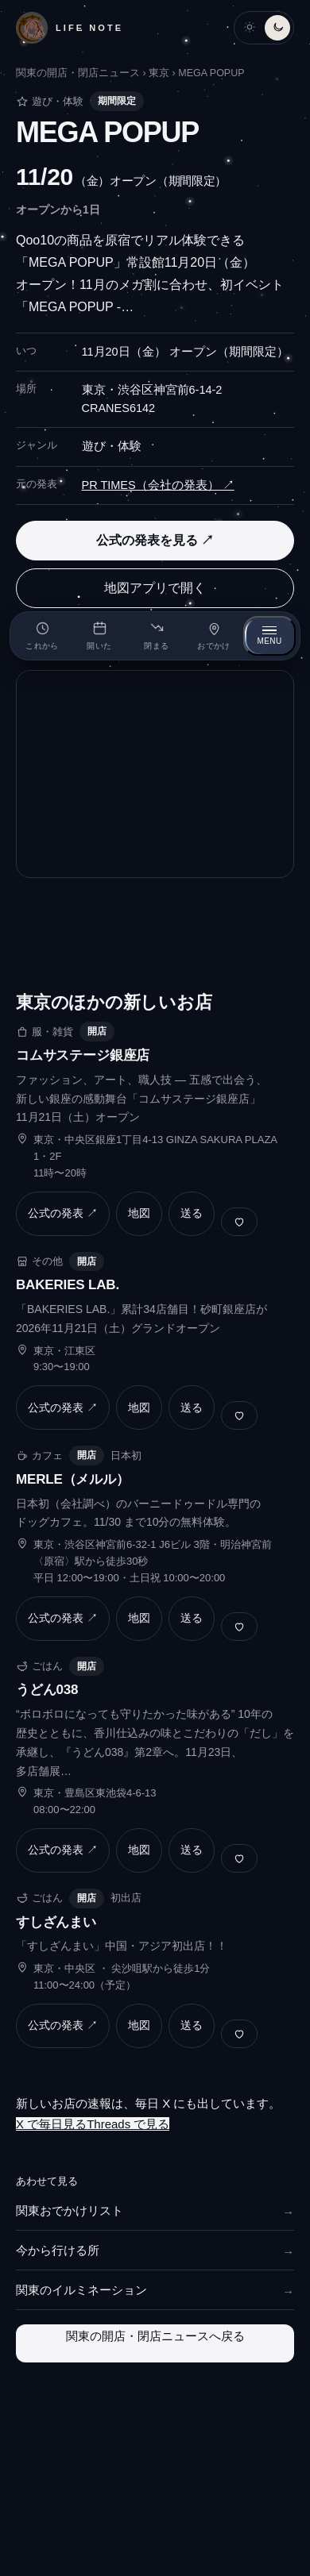 LIFE NOTE
関東の開店・閉店ニュース › 東京 › MEGA POPUP
遊び・体験 期間限定
MEGA POPUP
11/20（金）オープン（期間限定）
オープンから1日
Qoo10の商品を原宿でリアル体験できる
「MEGA POPUP」常設館11月20日（金）
オープン！11月のメガ割に合わせ、初イベント
「MEGA POPUP -…
いつ 11月20日（金） オープン（期間限定）
場所 東京・渋谷区神宮前6-14-2
CRANES6142
ジャンル 遊び・体験
元の発表 PR TIMES（会社の発表） ↗
公式の発表を見る ↗
地図アプリで開く
これから 開いた 閉まる おでかけ MENU
東京のほかの新しいお店
服・雑貨 開店
コムサステージ銀座店
ファッション、アート、職人技 — 五感で出会う、
新しい銀座の感動舞台「コムサステージ銀座店」
11月21日（土）オープン
東京・中央区銀座1丁目4-13 GINZA SAKURA PLAZA
1・2F
11時〜20時
公式の発表 ↗ 地図 送る
その他 開店
BAKERIES LAB.
「BAKERIES LAB.」累計34店舗目！砂町銀座店が
2026年11月21日（土）グランドオープン
東京・江東区
9:30〜19:00
公式の発表 ↗ 地図 送る
カフェ 開店 日本初
MERLE（メルル）
日本初（会社調べ）のバーニードゥードル専門の
ドッグカフェ。11/30 まで10分の無料体験。
東京・渋谷区神宮前6-32-1 J6ビル 3階・明治神宮前
〈原宿〉駅から徒歩30秒
平日 12:00〜19:00・土日祝 10:00〜20:00
公式の発表 ↗ 地図 送る
ごはん 開店
うどん038
“ボロボロになっても守りたかった味がある” 10年の
歴史とともに、香川仕込みの味とこだわりの「だし」を
承継し、『うどん038』第2章へ。11月23日、
多店舗展…
東京・豊島区東池袋4-6-13
08:00〜22:00
公式の発表 ↗ 地図 送る
ごはん 開店 初出店
すしざんまい
「すしざんまい」中国・アジア初出店！！
東京・中央区 ・ 尖沙咀駅から徒歩1分
11:00〜24:00（予定）
公式の発表 ↗ 地図 送る
新しいお店の速報は、毎日 X にも出しています。
X で毎日見るThreads で見る
あわせて見る
関東おでかけリスト →
今から行ける所 →
関東のイルミネーション →
関東の開店・閉店ニュースへ戻る